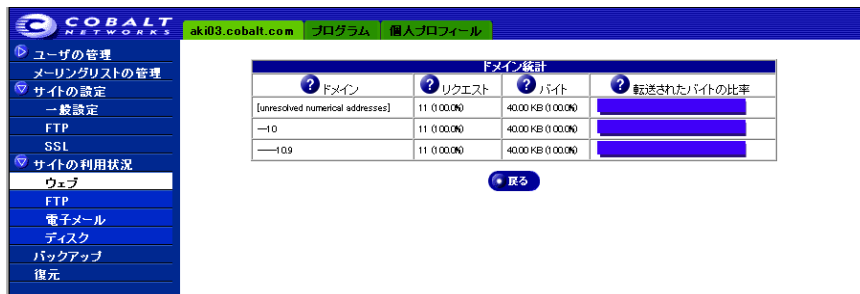 COBALT
NETWORKS
aki03.cobalt.com プログラム 個人プロフィール
ユーザの管理
メーリングリストの管理
サイトの設定
一般設定
FTP
SSL
サイトの利用状況
ウェブ
FTP
電子メール
ディスク
バックアップ
復元
ドメイン統計
? ドメイン ? リクエスト ? バイト ? 転送されたバイトの比率
[unresolved numerical addresses] 11 (100.0%) 40.00 KB (100.0%)
—10 11 (100.0%) 40.00 KB (100.0%)
——10.9 11 (100.0%) 40.00 KB (100.0%)
戻る